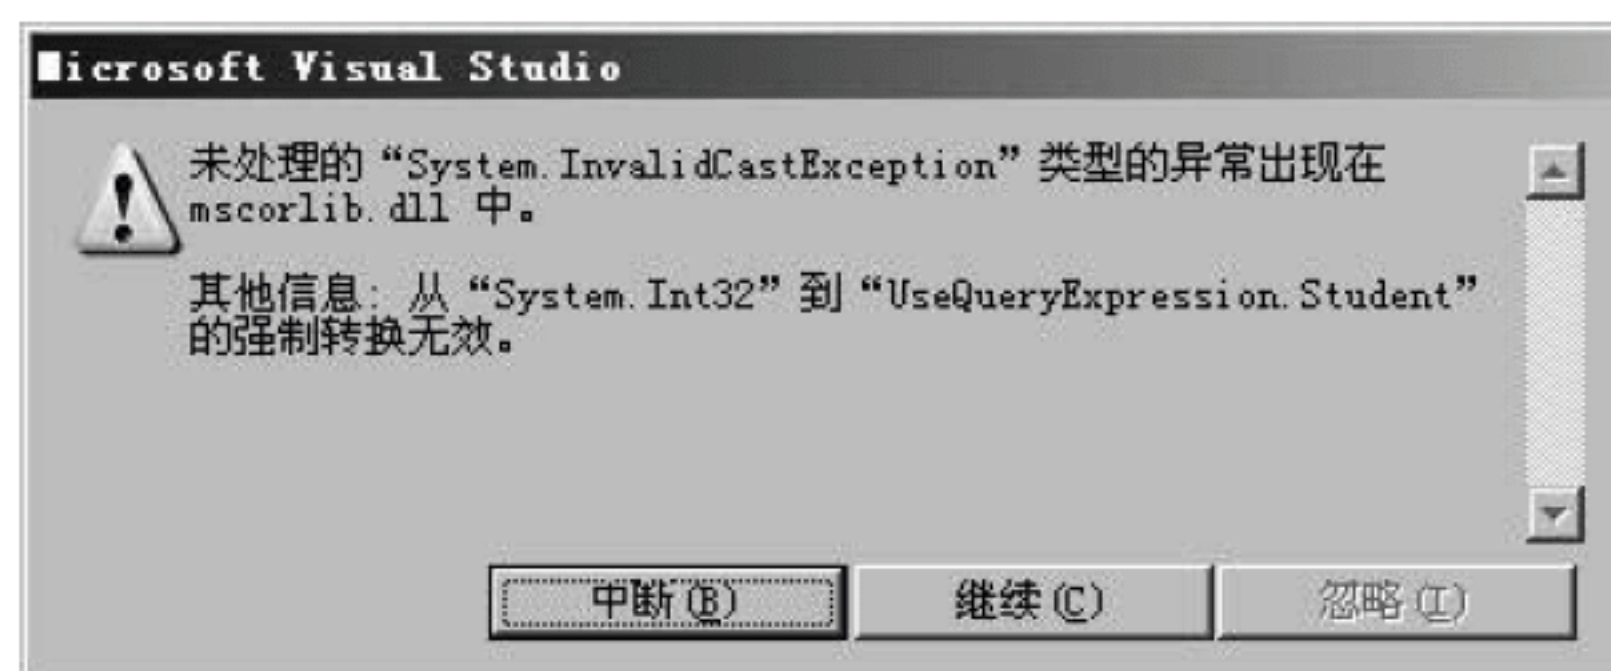 Microsoft Visual Studio
未处理的“System.InvalidCastException”类型的异常出现在
mscorlib.dll 中。
其他信息: 从“System.Int32”到“UseQueryExpression.Student”
的强制转换无效。
中断(B) 继续(C) 忽略(I)